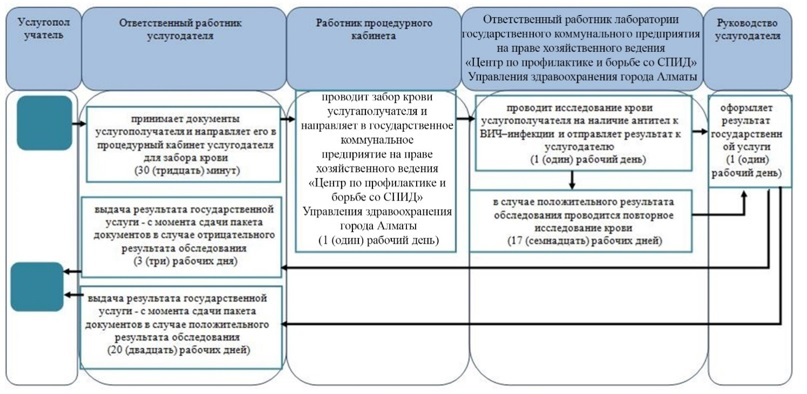 Услугопол
учатель
Ответственный работник
услугодателя
Работник процедурного
кабинета
Ответственный работник лаборатории
государственного коммунального предприятия
на праве хозяйственного ведения
«Центр по профилактике и борьбе со СПИД»
Управления здравоохранения города Алматы
Руководство
услугодателя
принимает документы
услугополучателя и направляет его в
процедурный кабинет услугодателя
для забора крови
(30 (тридцать) минут)
проводит забор крови
услугаполучателя и
направляет в государственное
коммунальное
предприятие на праве
хозяйственного ведения
«Центр по профилактике и
борьбе со СПИД»
Управления здравоохранения
города Алматы
(1 (один) рабочий день)
проводит исследование крови
услугополучателя на наличие антител к
ВИЧ–инфекции и отправляет результат к
услугодателю
(1 (один) рабочий день)
оформляет
результат
государственн
ой услуги
(1 (один)
рабочий день)
в случае положительного результата
обследования проводится повторное
исследование крови
(17 (семнадцать) рабочих дней)
выдача результата государственной
услуги - с момента сдачи пакета
документов в случае отрицательного
результата обследования
(3 (три) рабочих дня)
выдача результата государственной
услуги - с момента сдачи пакета
документов в случае положительного
результата обследования
(20 (двадцать) рабочих дней)